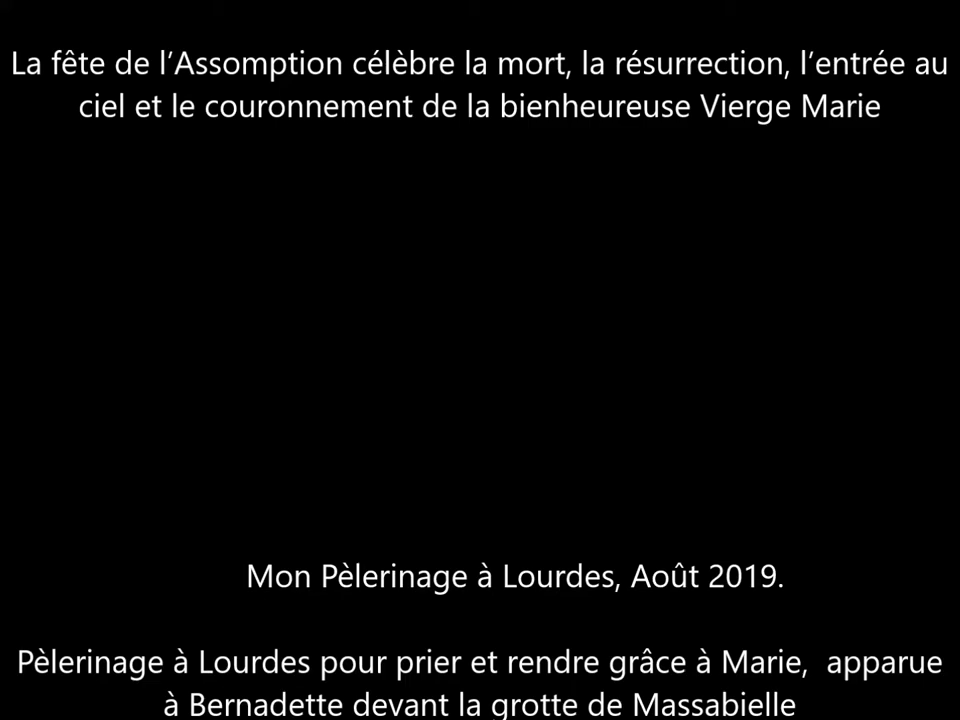 La fête de l’Assomption célèbre la mort, la résurrection, l’entrée au
ciel et le couronnement de la bienheureuse Vierge Marie
Mon Pèlerinage à Lourdes, Août 2019.
Pèlerinage à Lourdes pour prier et rendre grâce à Marie,  apparue
à Bernadette devant la grotte de Massabielle